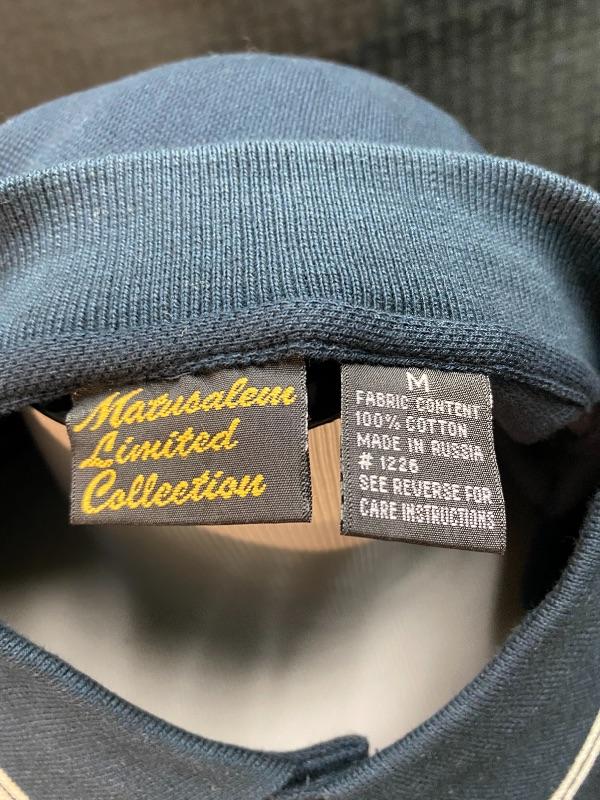 Matusalem
Limited
Collection
M
FABRIC CONTENT
100% COTTON
MADE IN RUSSIA
# 1226
SEE REVERSE FOR
CARE INSTRUCTIONS